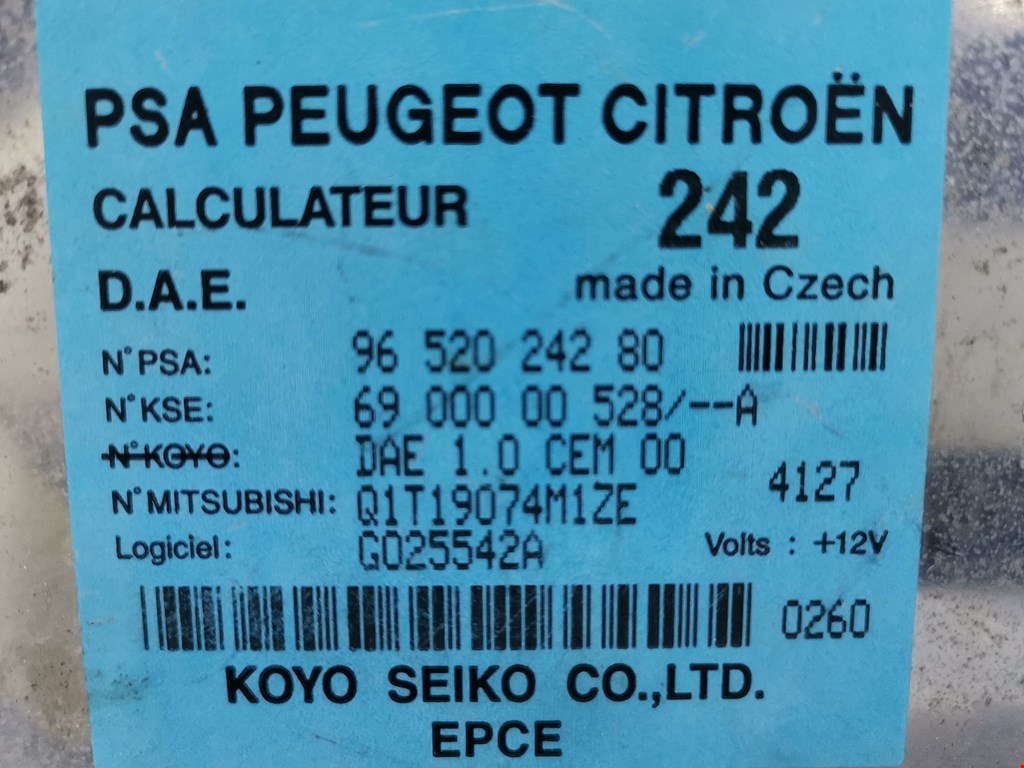 PSA PEUGEOT CITROËN
CALCULATEUR 242
D.A.E. made in Czech
N° PSA: 96 520 242 80
N° KSE: 69 000 00 528/--A
N° KOYO: DAE 1.0 CEM 00
N° MITSUBISHI: Q1T19074M1ZE 4127
Logiciel: G025542A Volts : +12V
0260
KOYO SEIKO CO.,LTD.
EPCE